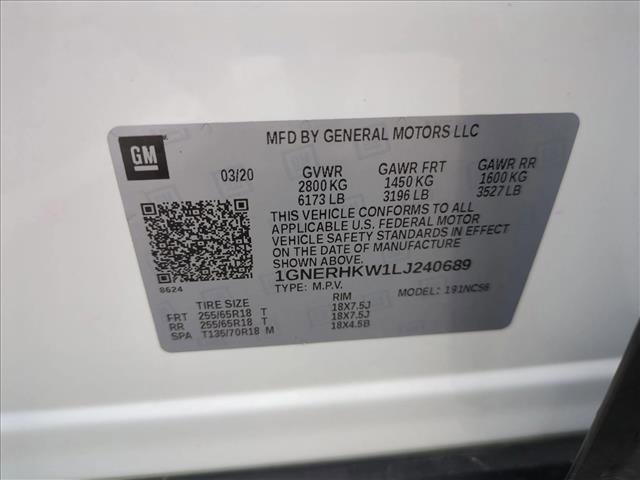 GM
MFD BY GENERAL MOTORS LLC
03/20 GVWR GAWR FRT GAWR RR
2800 KG 1450 KG 1600 KG
6173 LB 3196 LB 3527 LB
THIS VEHICLE CONFORMS TO ALL
APPLICABLE U.S. FEDERAL MOTOR
VEHICLE SAFETY STANDARDS IN EFFECT
ON THE DATE OF MANUFACTURE
SHOWN ABOVE.
1GNERHKW1LJ240689
8624
TYPE: M.P.V. MODEL: 191NC56
TIRE SIZE RIM
FRT 255/65R18 T 18X7.5J
RR 255/65R18 T 18X7.5J
SPA T135/70R18 M 18X4.5B